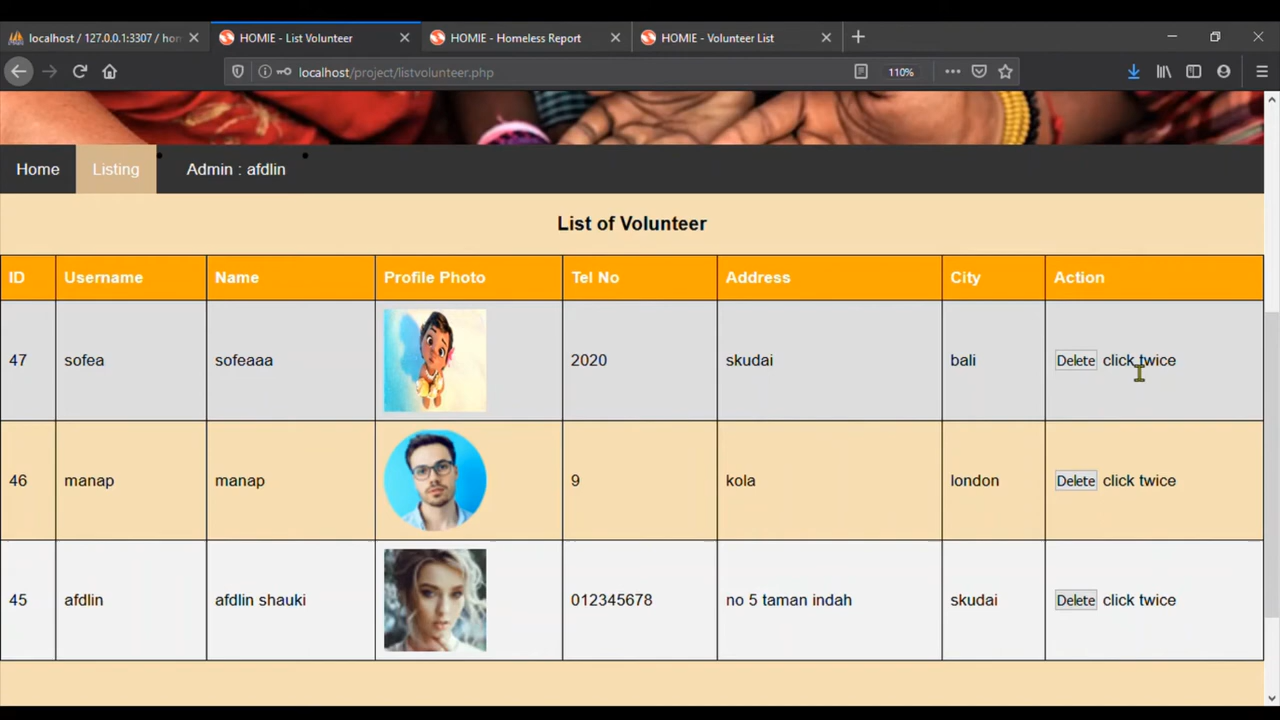 localhost / 127.0.0.1:3307 / hom
HOMIE - List Volunteer
HOMIE - Homeless Report
HOMIE - Volunteer List
localhost/project/listvolunteer.php
110%
Home
Listing
Admin : afdlin
List of Volunteer
ID Username Name Profile Photo Tel No Address City Action
47 sofea sofeaaa 2020 skudai bali Delete click twice
46 manap manap 9 kola london Delete click twice
45 afdlin afdlin shauki 012345678 no 5 taman indah skudai Delete click twice